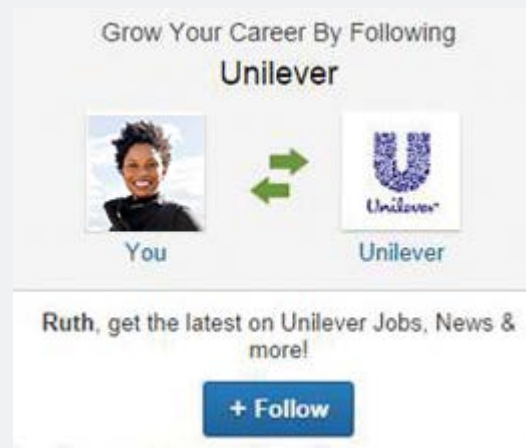 Grow Your Career By Following
Unilever
Unilever
You
Unilever
Ruth, get the latest on Unilever Jobs, News &
more!
+ Follow